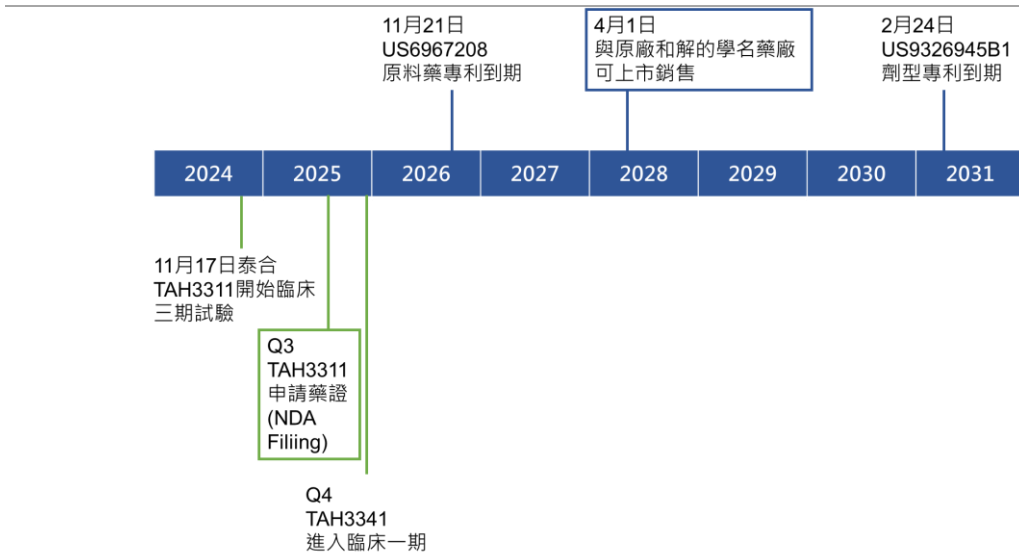 11月21日
US6967208
原料藥專利到期
4月1日
與原廠和解的學名藥廠
可上市銷售
2月24日
US9326945B1
劑型專利到期
2024 2025 2026 2027 2028 2029 2030 2031
11月17日泰合
TAH3311開始臨床
三期試驗
Q3
TAH3311
申請藥證
(NDA
Filiing)
Q4
TAH3341
進入臨床一期